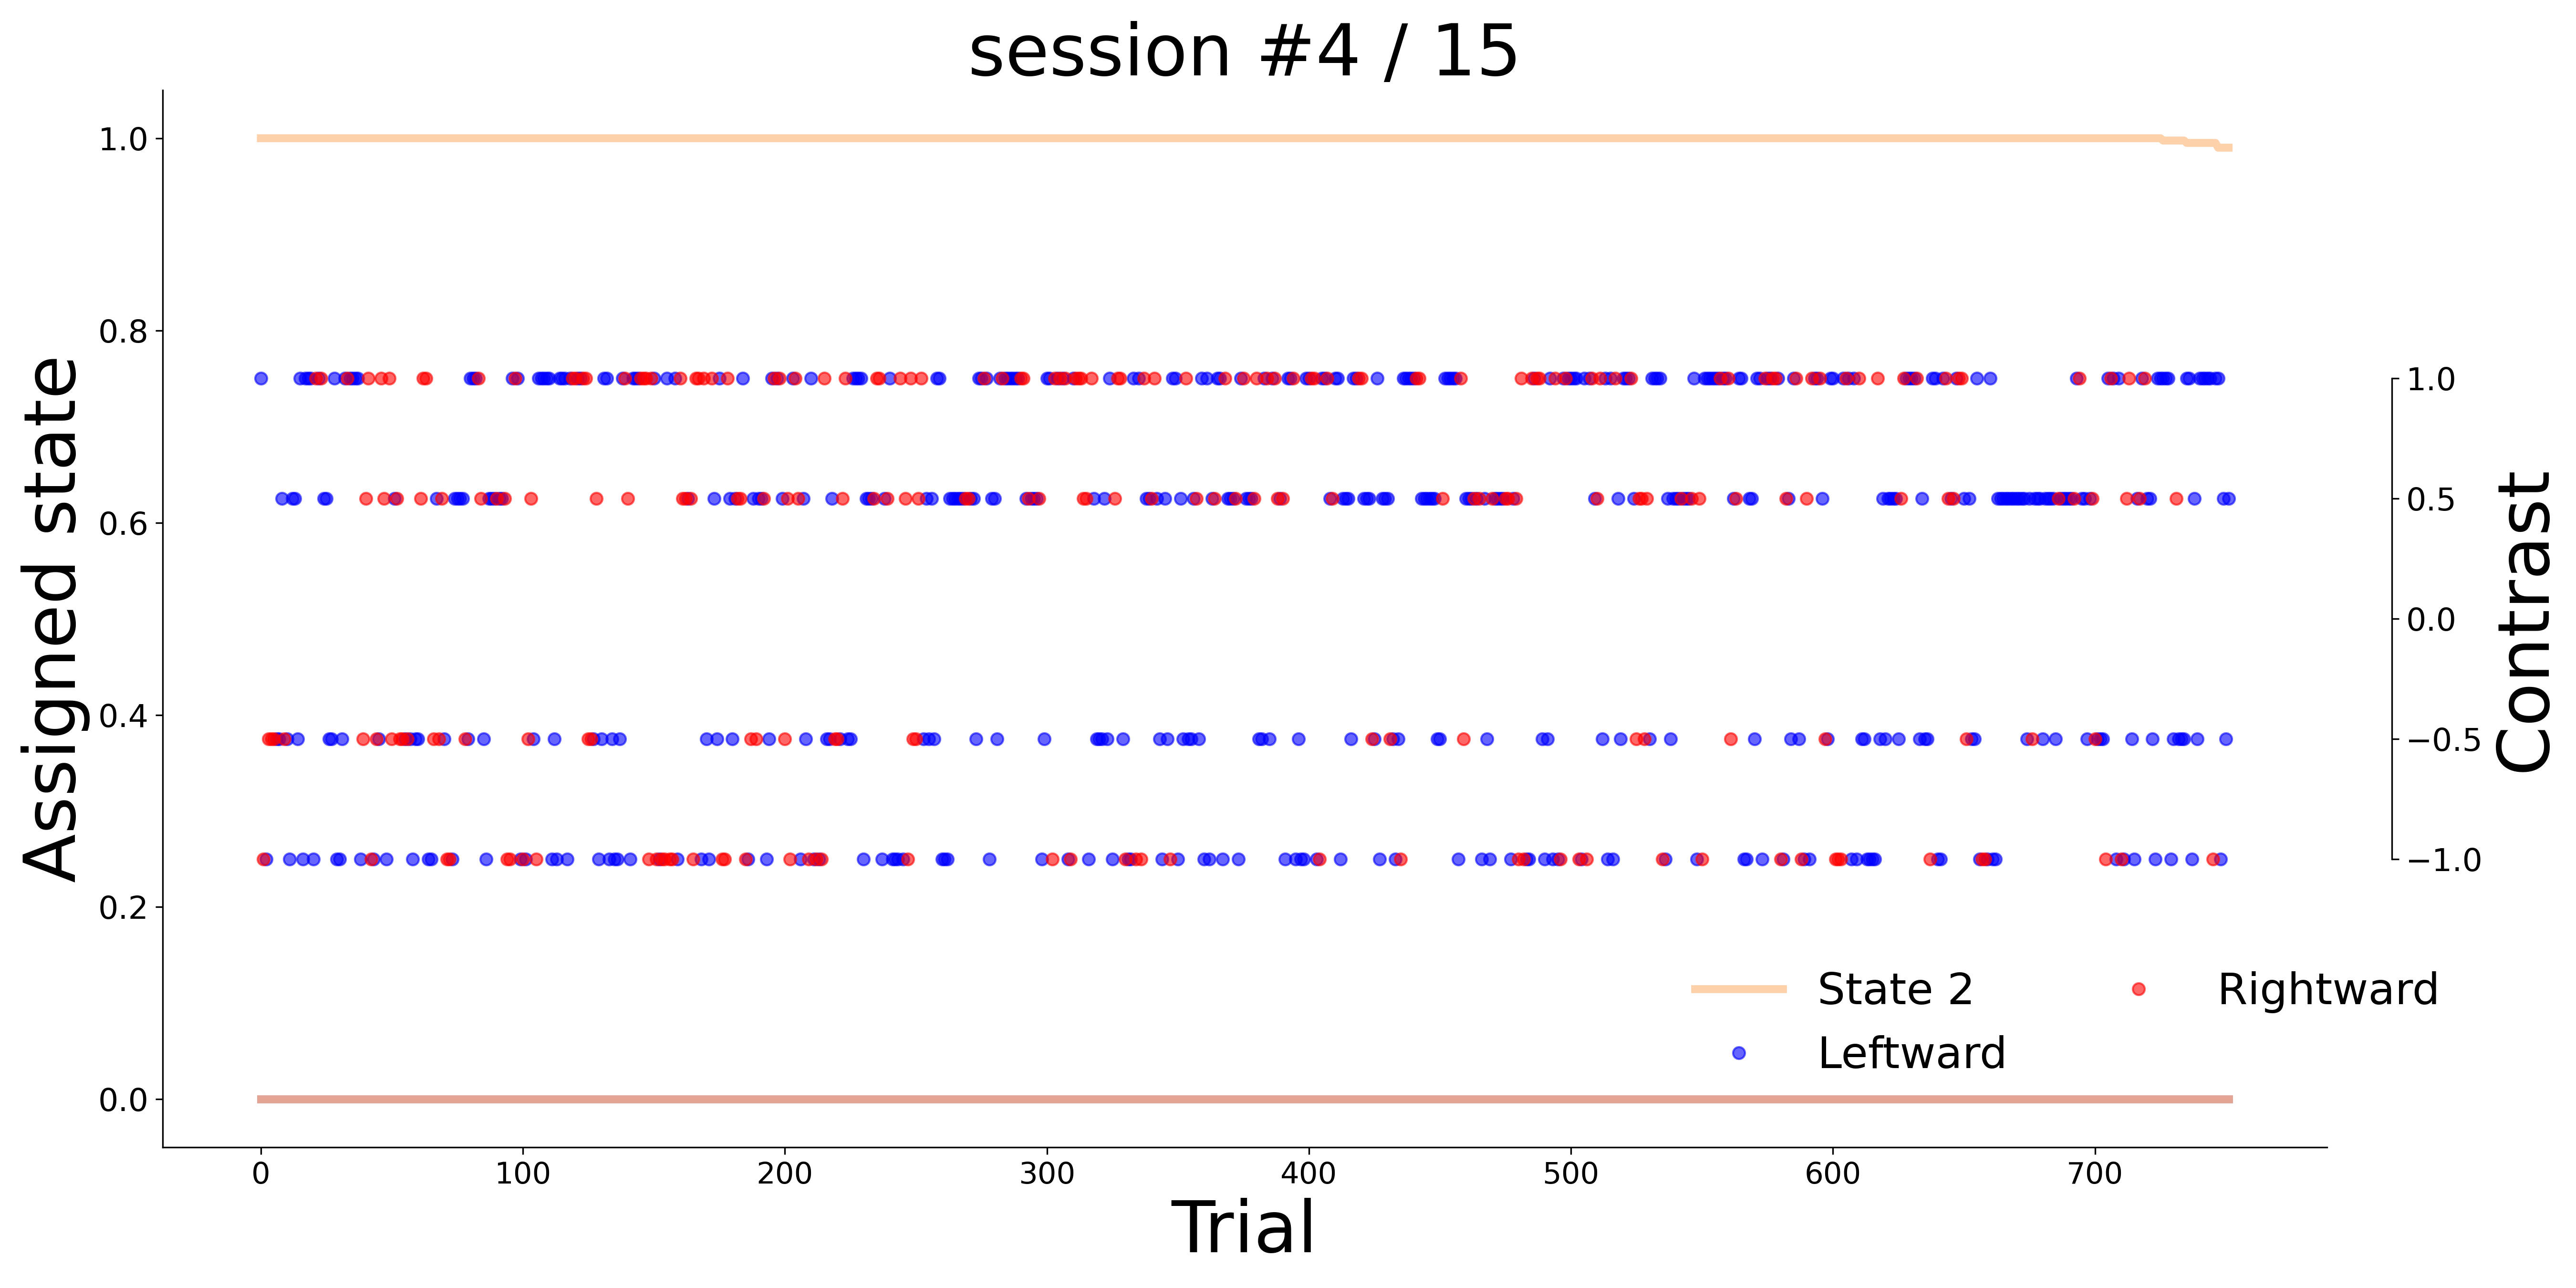 session #4 / 15
Assigned state
1.0
0.8
0.6
0.4
0.2
0.0
1.0
0.5
0.0
−0.5
−1.0
Contrast
State 2
Leftward
Rightward
0 100 200 300 400 500 600 700
Trial